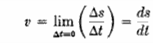 v = lim_{Δt=0} (Δs/Δt) = ds/dt